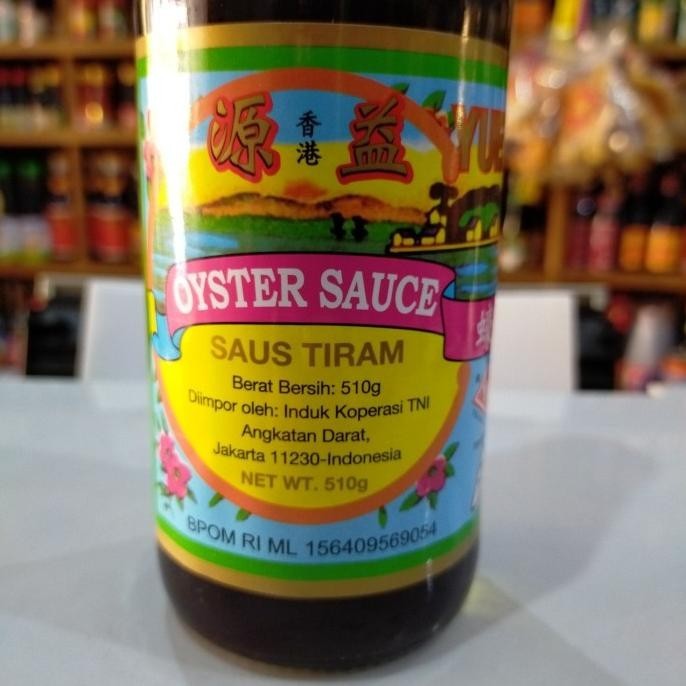 源 香港 益 YUE
OYSTER SAUCE
SAUS TIRAM
Berat Bersih: 510g
Diimpor oleh: Induk Koperasi TNI
Angkatan Darat,
Jakarta 11230-Indonesia
NET WT. 510g
BPOM RI ML 156409569054